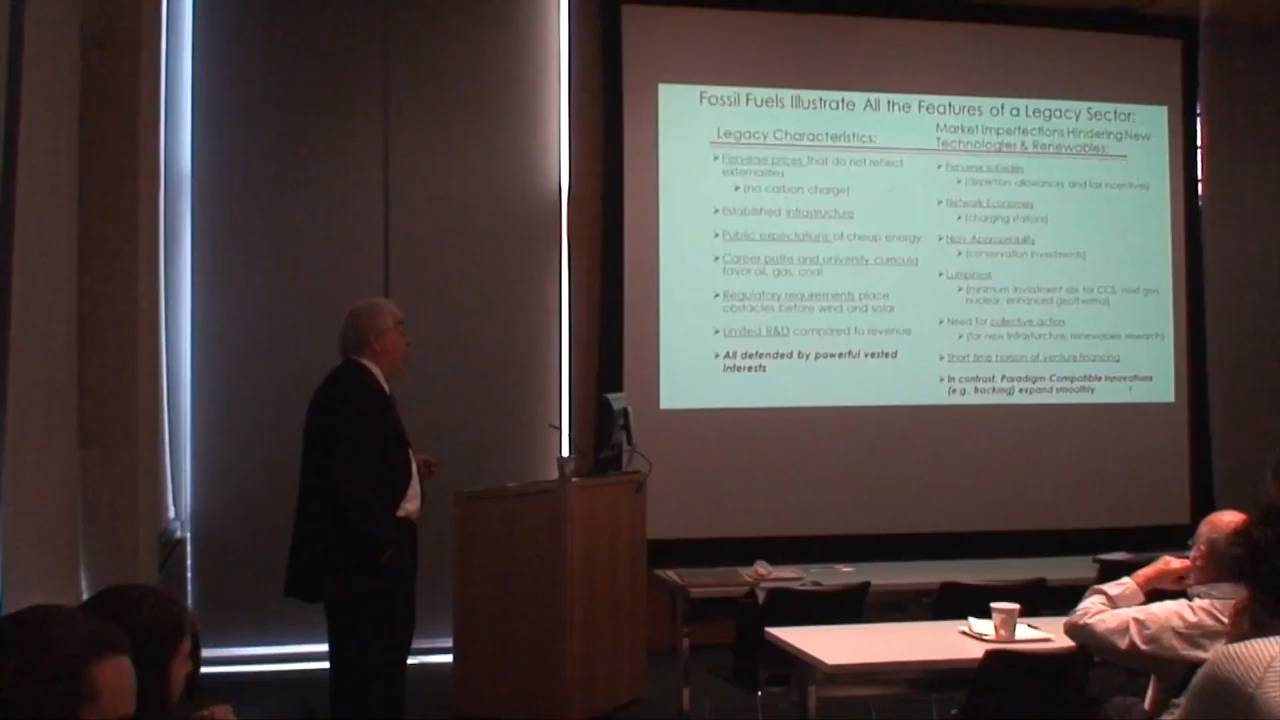 Fossil Fuels Illustrate All the Features of a Legacy Sector:
Legacy Characteristics:
➤ Perverse prices that do not reflect
externalities
➤ (no carbon charge)
➤ Established infrastructure
➤ Public expectations of cheap energy
➤ Career paths and university curricula
favor oil, gas, coal
➤ Regulatory requirements place
obstacles before wind and solar
➤ Limited R&D compared to revenue
➤ All defended by powerful vested
interests
Market Imperfections Hindering New
Technologies & Renewables:
➤ Perverse subsidies
➤ (depletion allowances and tax incentives)
➤ Network Economies
➤ (charging stations)
➤ Non-Appropriability
➤ (conservation investments)
➤ Lumpiness
➤ (minimum investment size for CCS, next gen
nuclear, enhanced geothermal)
➤ Need for collective action
➤ (for new infrastructure, renewables research)
➤ Short time horizon of venture financing
➤ In contrast, Paradigm-Compatible Innovations
(e.g., fracking) expand smoothly